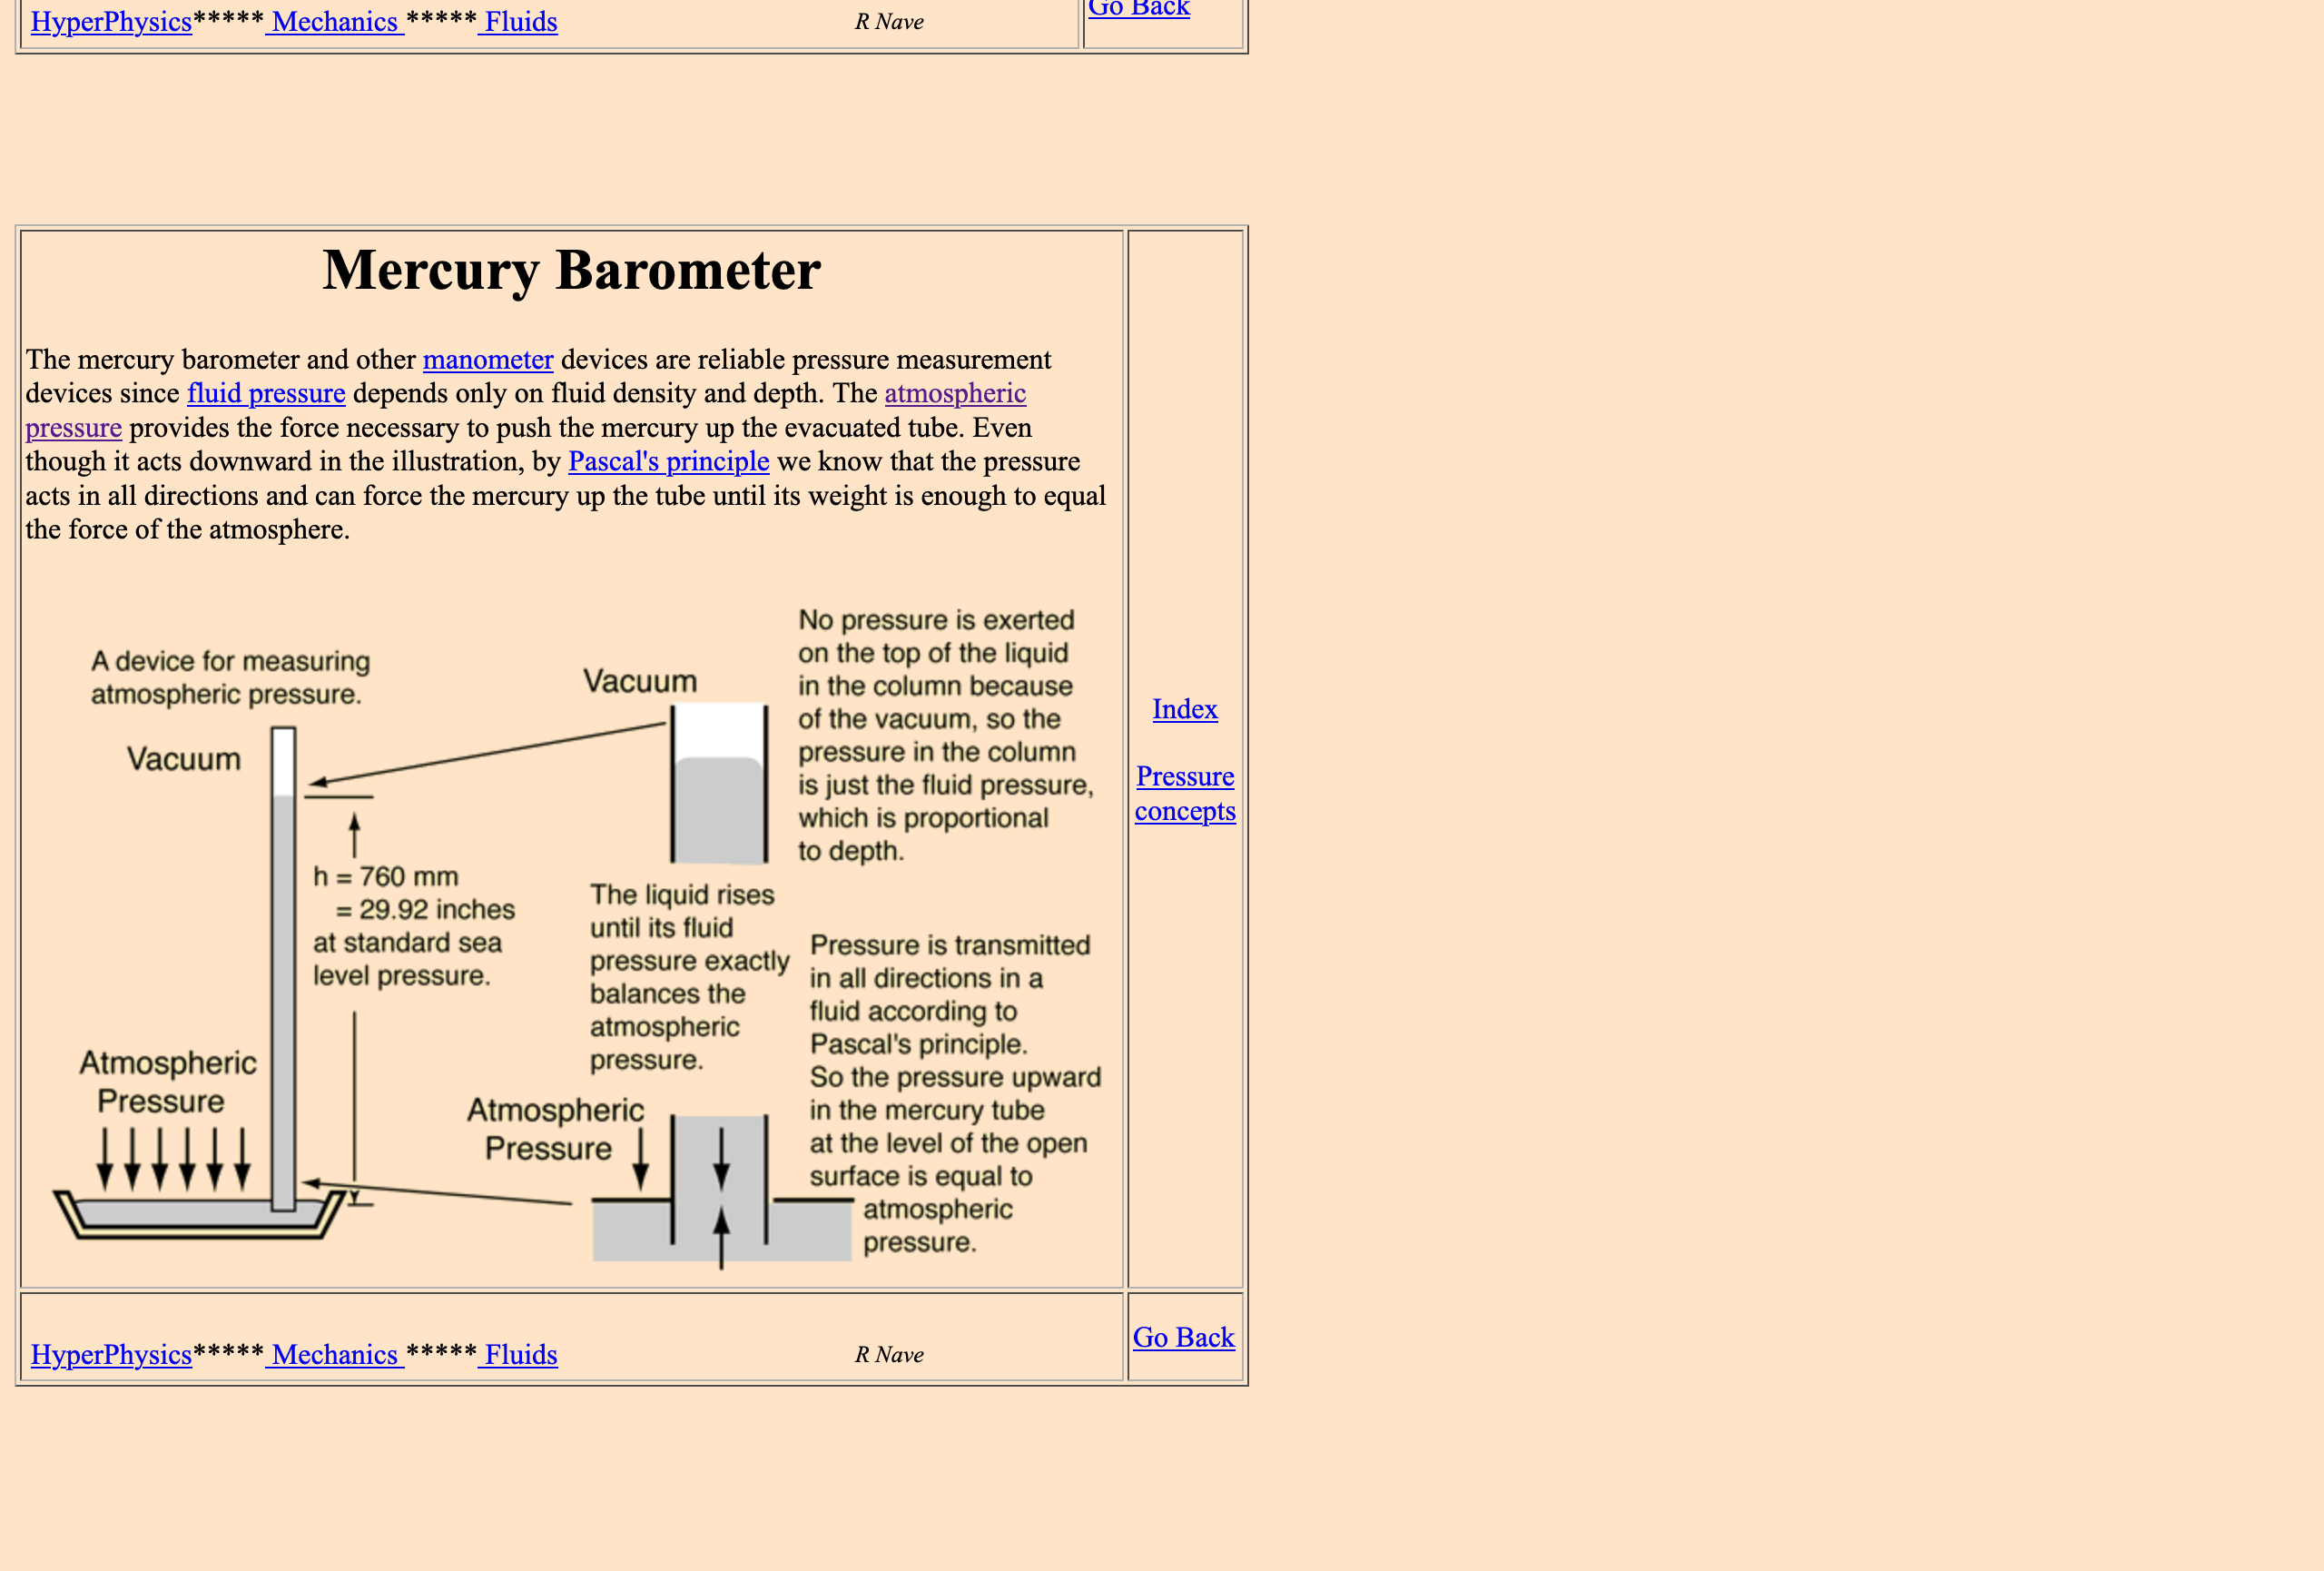 HyperPhysics***** Mechanics ***** Fluids
R Nave
Go Back
Mercury Barometer
The mercury barometer and other manometer devices are reliable pressure measurement
devices since fluid pressure depends only on fluid density and depth. The atmospheric
pressure provides the force necessary to push the mercury up the evacuated tube. Even
though it acts downward in the illustration, by Pascal's principle we know that the pressure
acts in all directions and can force the mercury up the tube until its weight is enough to equal
the force of the atmosphere.
A device for measuring
atmospheric pressure.
Vacuum
h = 760 mm
= 29.92 inches
at standard sea
level pressure.
Atmospheric
Pressure
Vacuum
No pressure is exerted
on the top of the liquid
in the column because
of the vacuum, so the
pressure in the column
is just the fluid pressure,
which is proportional
to depth.
The liquid rises
until its fluid
pressure exactly
balances the
atmospheric
pressure.
Atmospheric
Pressure
Pressure is transmitted
in all directions in a
fluid according to
Pascal's principle.
So the pressure upward
in the mercury tube
at the level of the open
surface is equal to
atmospheric
pressure.
Index
Pressure
concepts
HyperPhysics***** Mechanics ***** Fluids
R Nave
Go Back